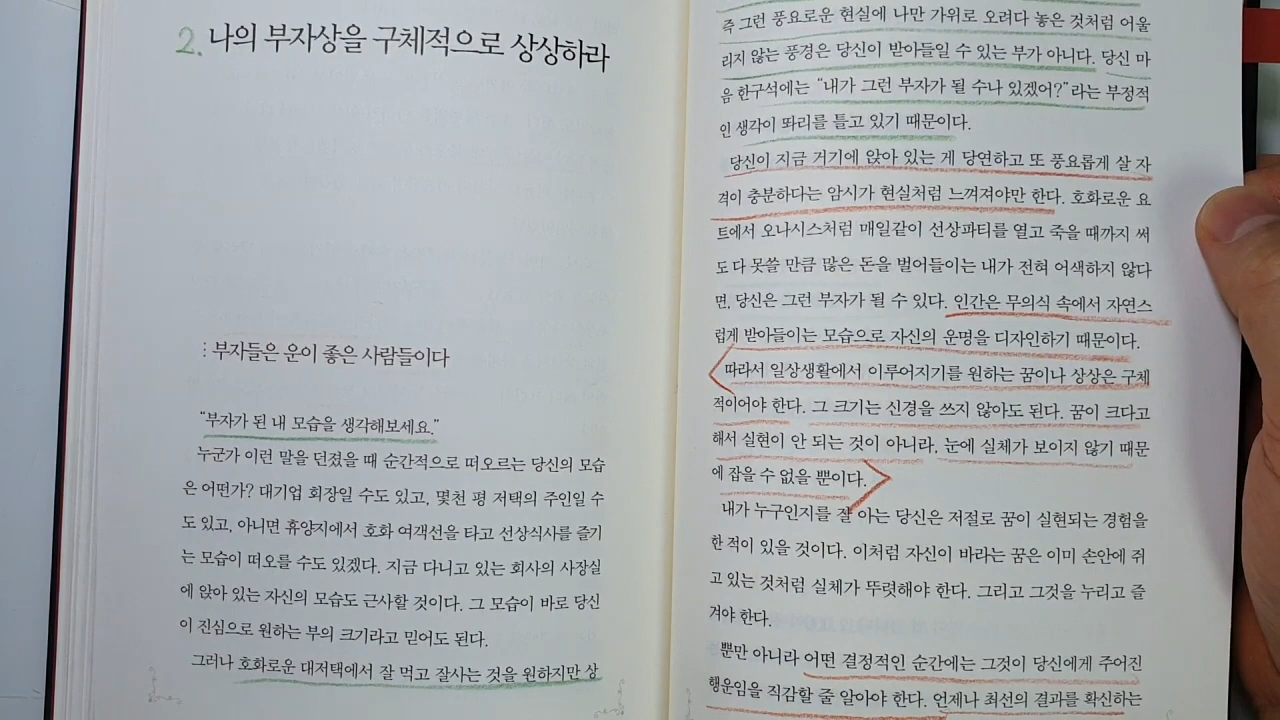 2. 나의 부자상을 구체적으로 상상하라
부자들은 운이 좋은 사람들이다
“부자가 된 내 모습을 생각해보세요.”
누군가 이런 말을 던졌을 때 순간적으로 떠오르는 당신의 모습
은 어떤가? 대기업 회장일 수도 있고, 몇천 평 저택의 주인일 수
도 있고, 아니면 휴양지에서 호화 여객선을 타고 선상식사를 즐기
는 모습이 떠오를 수도 있겠다. 지금 다니고 있는 회사의 사장실
에 앉아 있는 자신의 모습도 근사할 것이다. 그 모습이 바로 당신
이 진심으로 원하는 부의 크기라고 믿어도 된다.
그러나 호화로운 대저택에서 잘 먹고 잘사는 것을 원하지만 상
즉 그런 풍요로운 현실에 나만 가위로 오려다 놓은 것처럼 어울
리지 않는 풍경은 당신이 받아들일 수 있는 부가 아니다. 당신 마
음 한구석에는 “내가 그런 부자가 될 수나 있겠어?”라는 부정적
인 생각이 똬리를 틀고 있기 때문이다.
당신이 지금 거기에 앉아 있는 게 당연하고 또 풍요롭게 살 자
격이 충분하다는 암시가 현실처럼 느껴져야만 한다. 호화로운 요
트에서 오나시스처럼 매일같이 선상파티를 열고 죽을 때까지 써
도 다 못쓸 만큼 많은 돈을 벌어들이는 내가 전혀 어색하지 않다
면, 당신은 그런 부자가 될 수 있다. 인간은 무의식 속에서 자연스
럽게 받아들이는 모습으로 자신의 운명을 디자인하기 때문이다.
따라서 일상생활에서 이루어지기를 원하는 꿈이나 상상은 구체
적이어야 한다. 그 크기는 신경을 쓰지 않아도 된다. 꿈이 크다고
해서 실현이 안 되는 것이 아니라, 눈에 실체가 보이지 않기 때문
에 잡을 수 없을 뿐이다.
내가 누구인지를 잘 아는 당신은 저절로 꿈이 실현되는 경험을
한 적이 있을 것이다. 이처럼 자신이 바라는 꿈은 이미 손안에 쥐
고 있는 것처럼 실체가 뚜렷해야 한다. 그리고 그것을 누리고 즐
겨야 한다.
뿐만 아니라 어떤 결정적인 순간에는 그것이 당신에게 주어진
행운임을 직감할 줄 알아야 한다. 언제나 최선의 결과를 확신하는